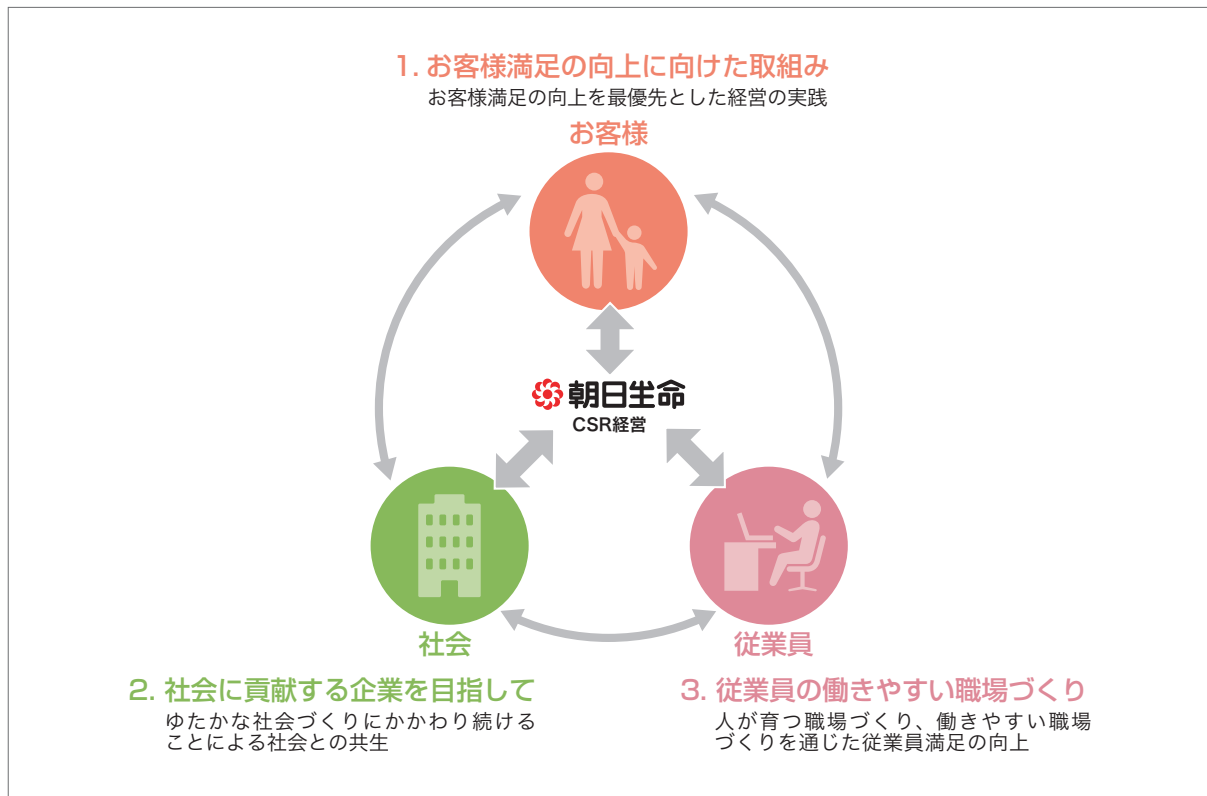 1. お客様満足の向上に向けた取組み
お客様満足の向上を最優先とした経営の実践
お客様
朝日生命
CSR経営
社会
2. 社会に貢献する企業を目指して
ゆたかな社会づくりにかかわり続ける
ことによる社会との共生
従業員
3. 従業員の働きやすい職場づくり
人が育つ職場づくり、働きやすい職場
づくりを通じた従業員満足の向上